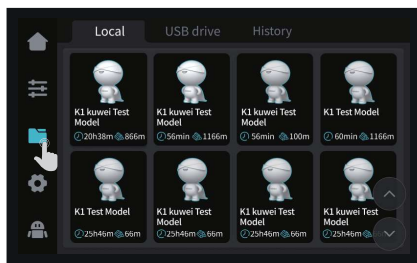 Local USB drive History
K1 kuwei Test
Model
20h38m 866m
K1 kuwei Test
Model
56min 1166m
K1 kuwei Test
Model
56min 100m
K1 Test Model
60min 1166m
K1 Test Model
25h46m 66m
K1 kuwei Test
Model
25h46m 66m
K1 kuwei Test
Model
25h46m 66m
K1 kuwei Test
Model
25h46m